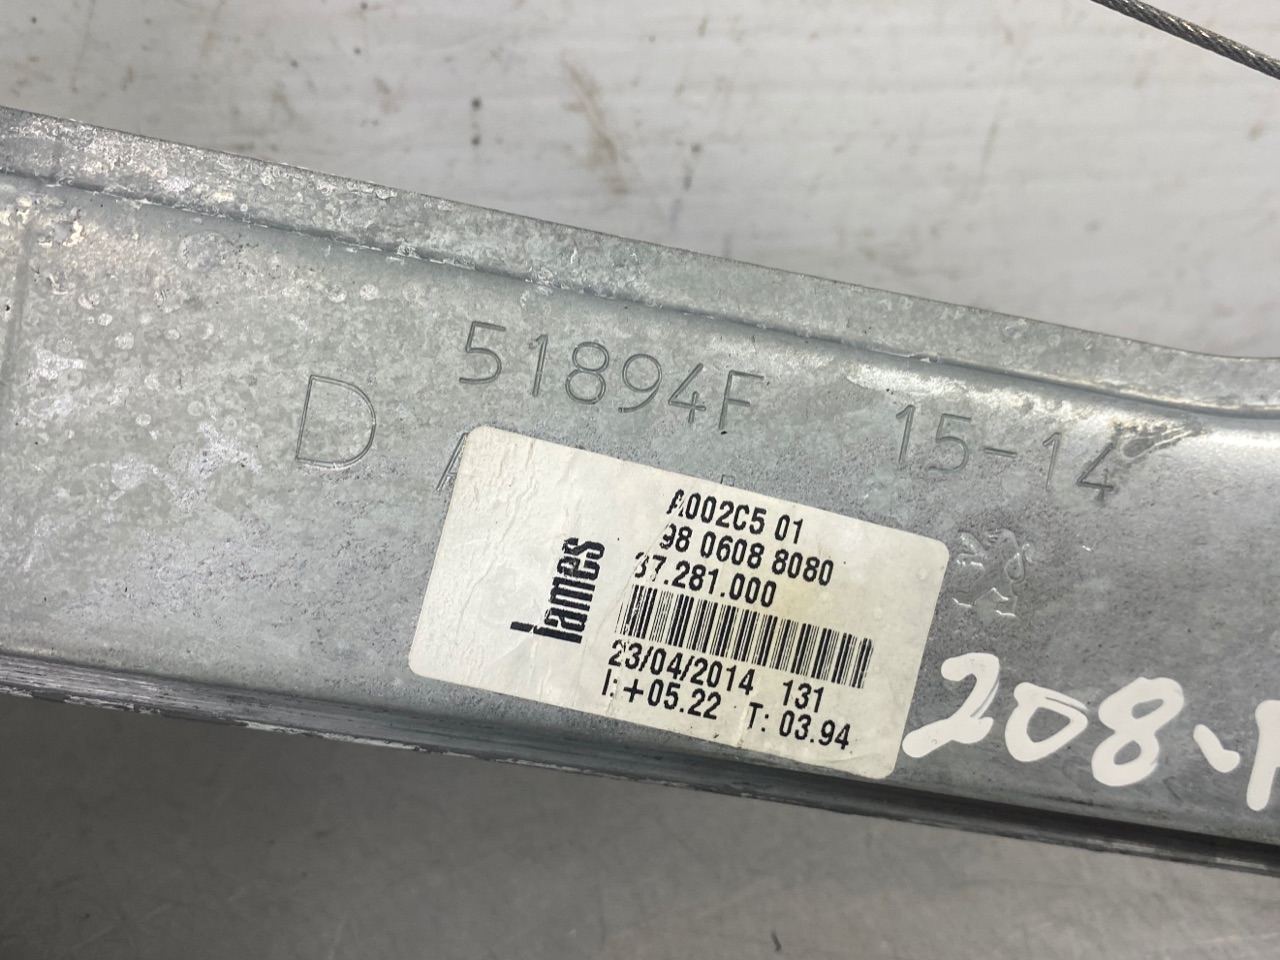 51894F 15-14
D
A002C5 01
98 0608 8080
37.281.000
iames
23/04/2014 131
I:+05.22 T: 03.94
208-